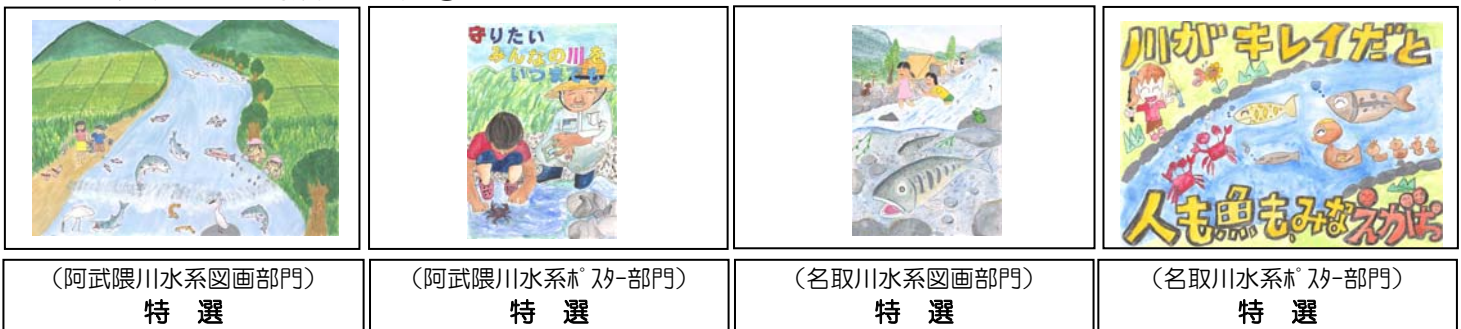 守りたい
みんなの川を
いつまでも
川がキレイだと
人も魚もみなえがお
(阿武隈川水系図画部門)
特 選
(阿武隈川水系ﾎﾟｽﾀｰ部門)
特 選
(名取川水系図画部門)
特 選
(名取川水系ﾎﾟｽﾀｰ部門)
特 選